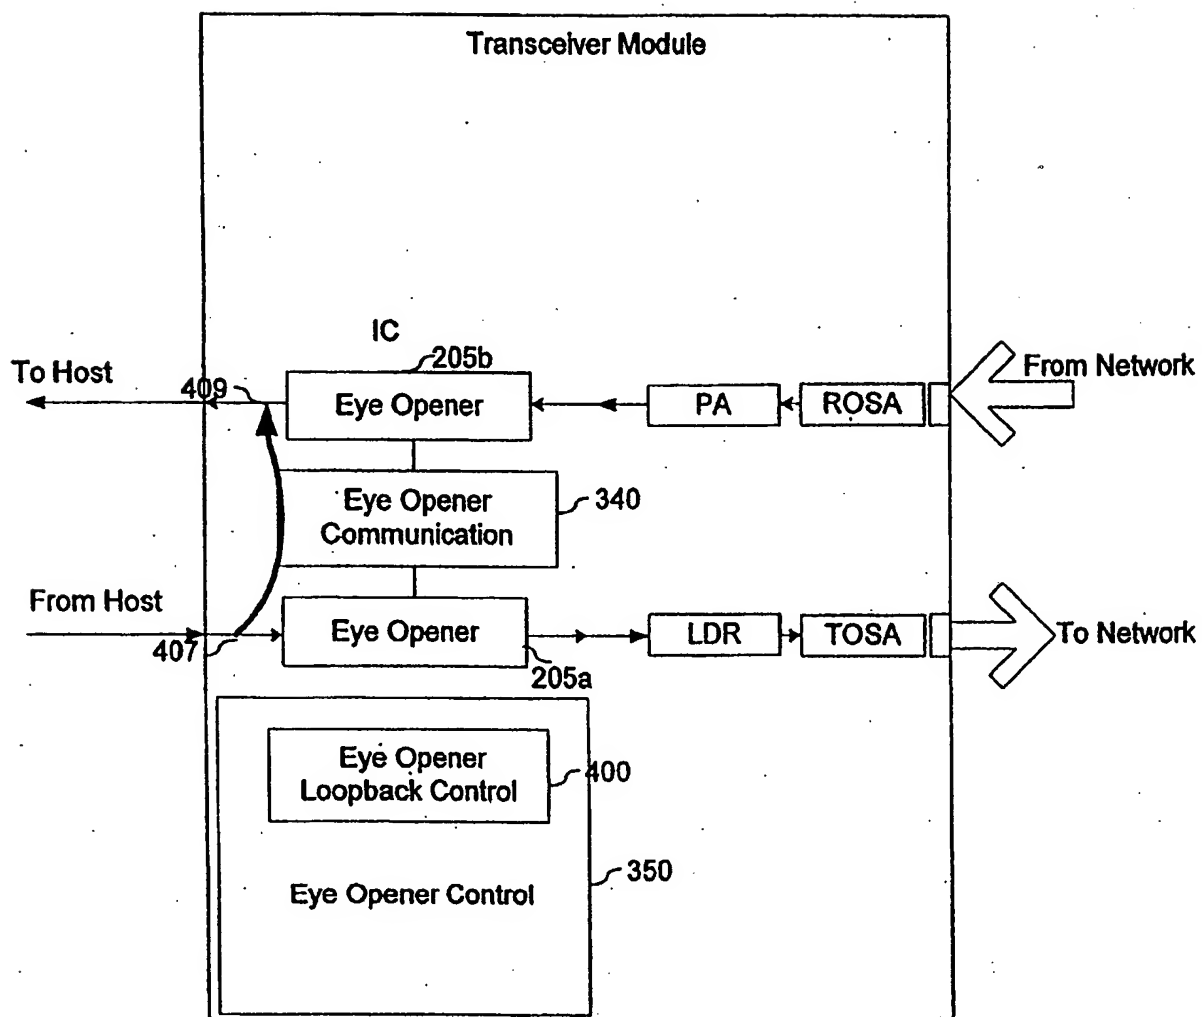 Transceiver Module
IC
205b
To Host
409
Eye Opener
PA
ROSA
From Network
Eye Opener
Communication
340
From Host
407
Eye Opener
205a
LDR
TOSA
To Network
Eye Opener
Loopback Control
400
Eye Opener Control
350